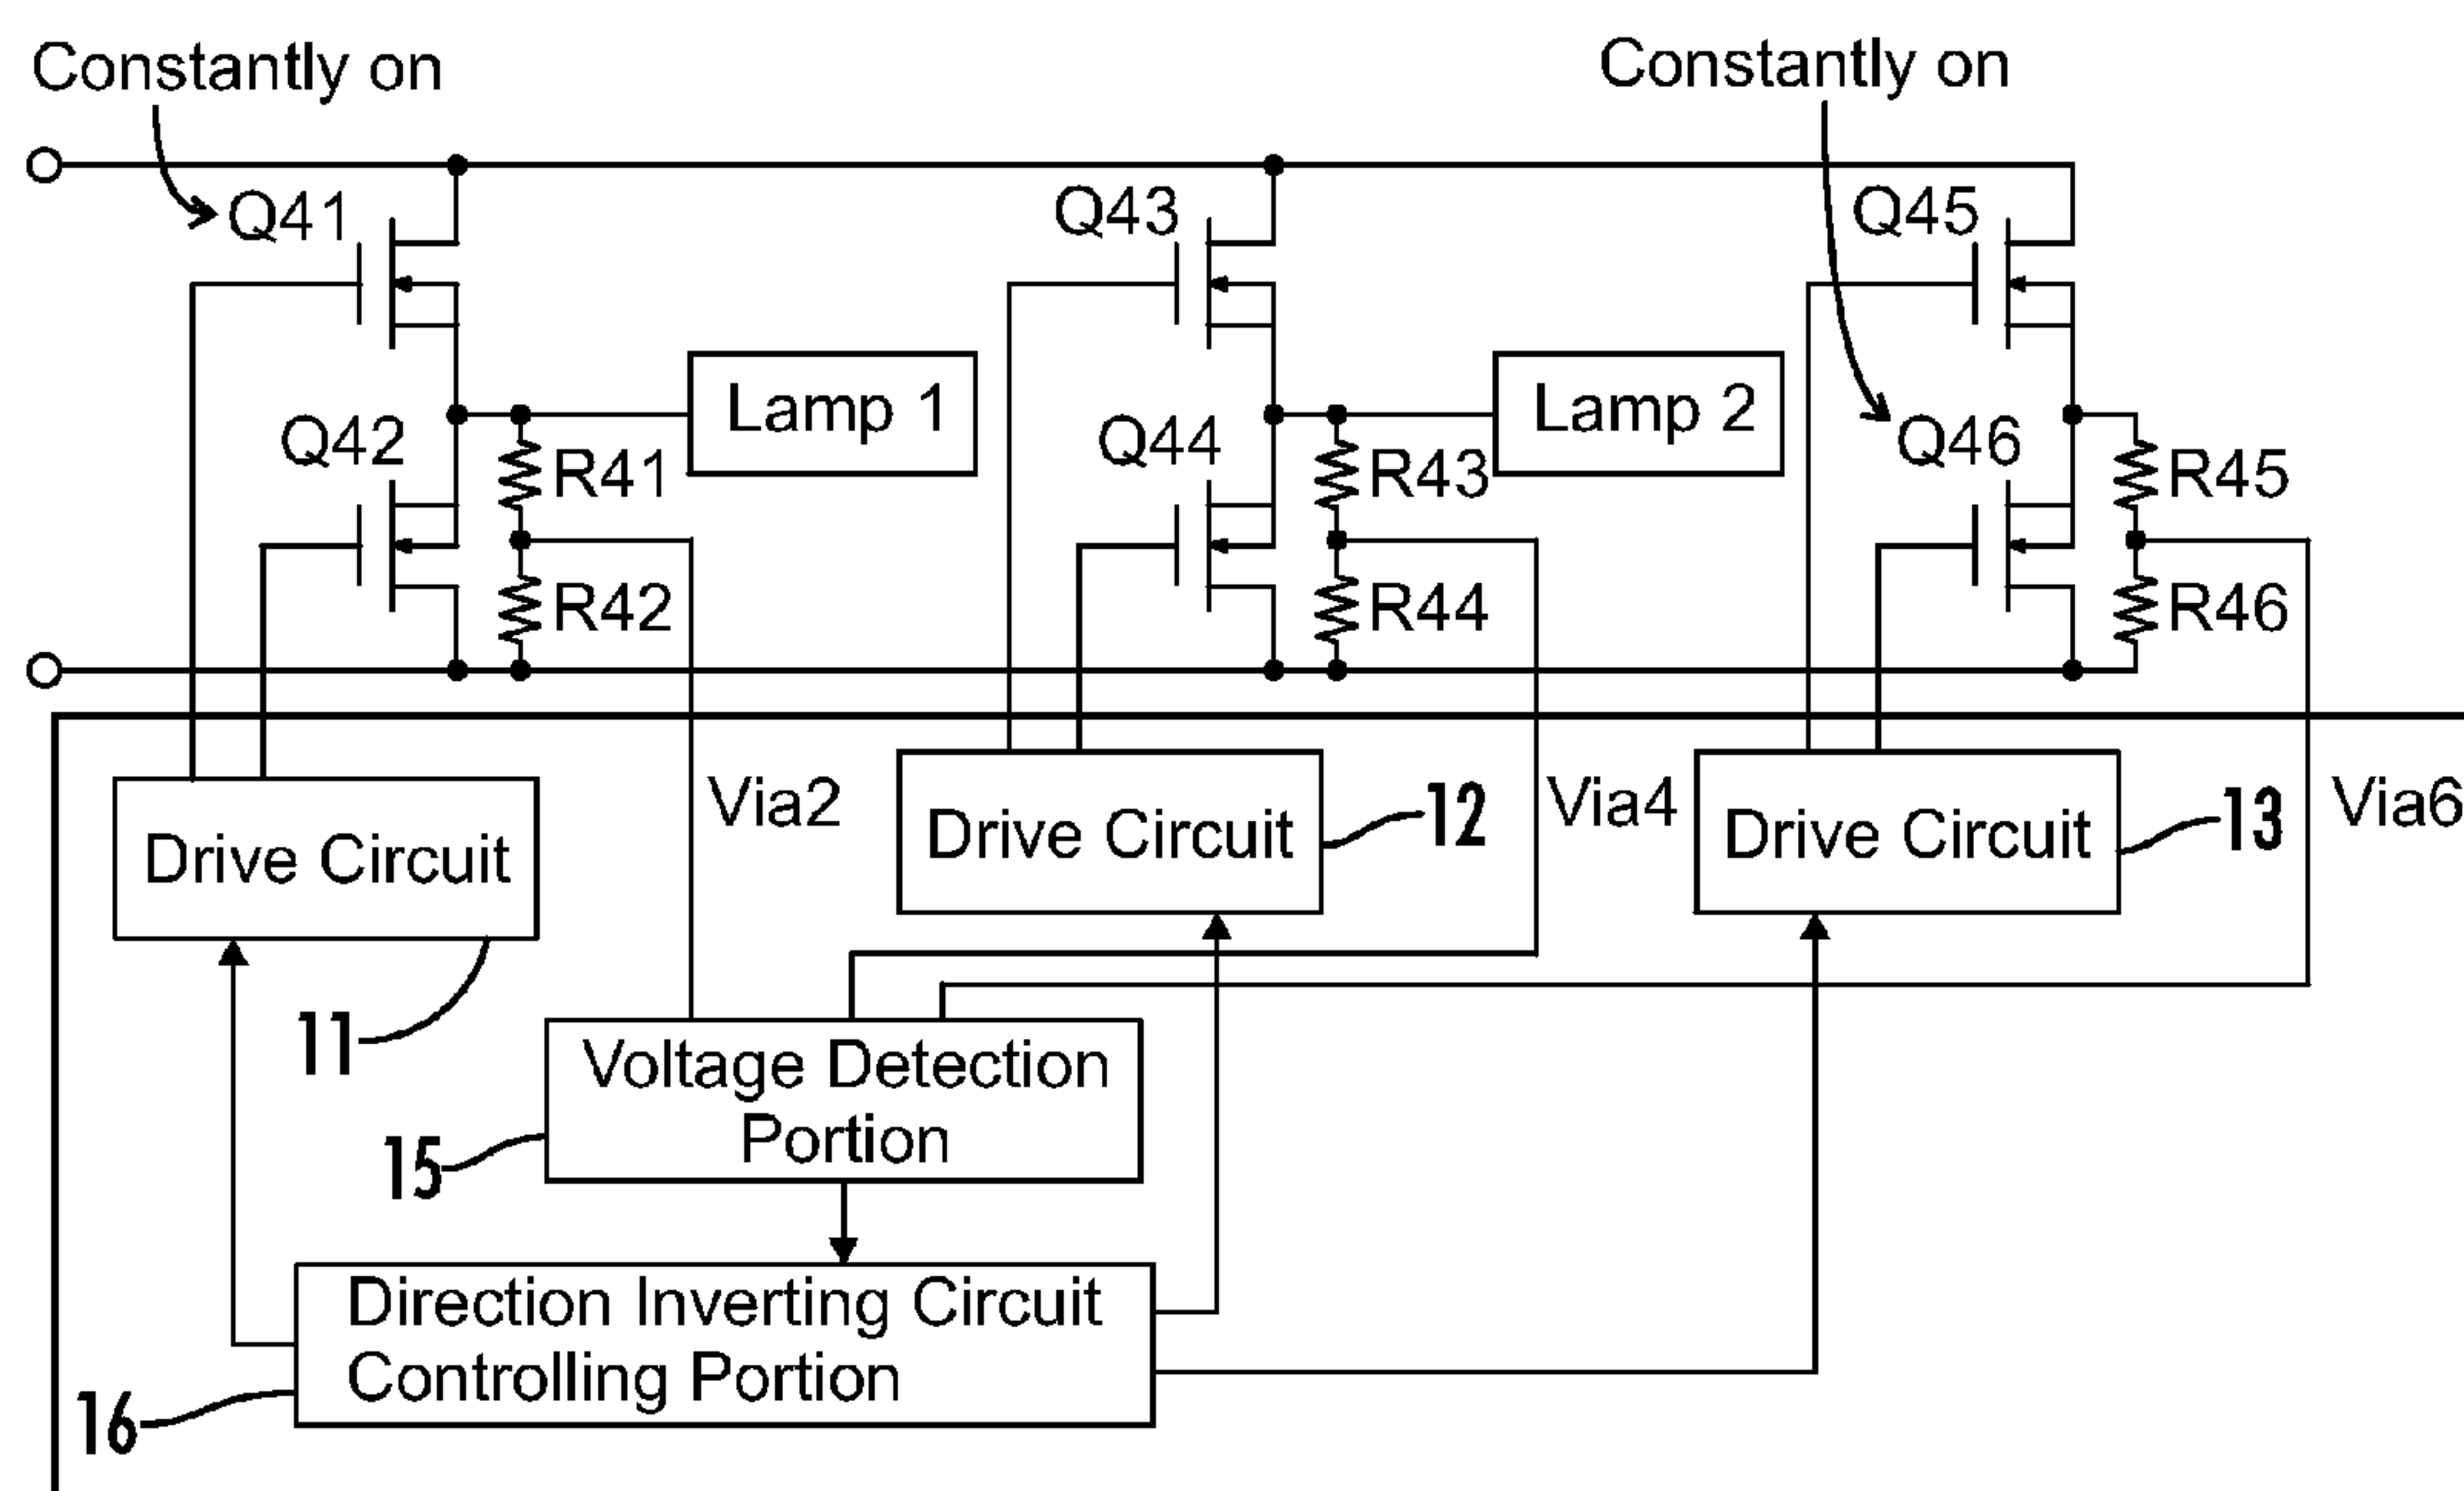 Constantly on
Constantly on
Q41
Q43
Q45
Lamp 1
Lamp 2
Q42
Q44
Q46
R41
R43
R45
R42
R44
R46
Via2
12
Via4
13
Via6
Drive Circuit
Drive Circuit
Drive Circuit
11
Voltage Detection
Portion
15
Direction Inverting Circuit
Controlling Portion
16